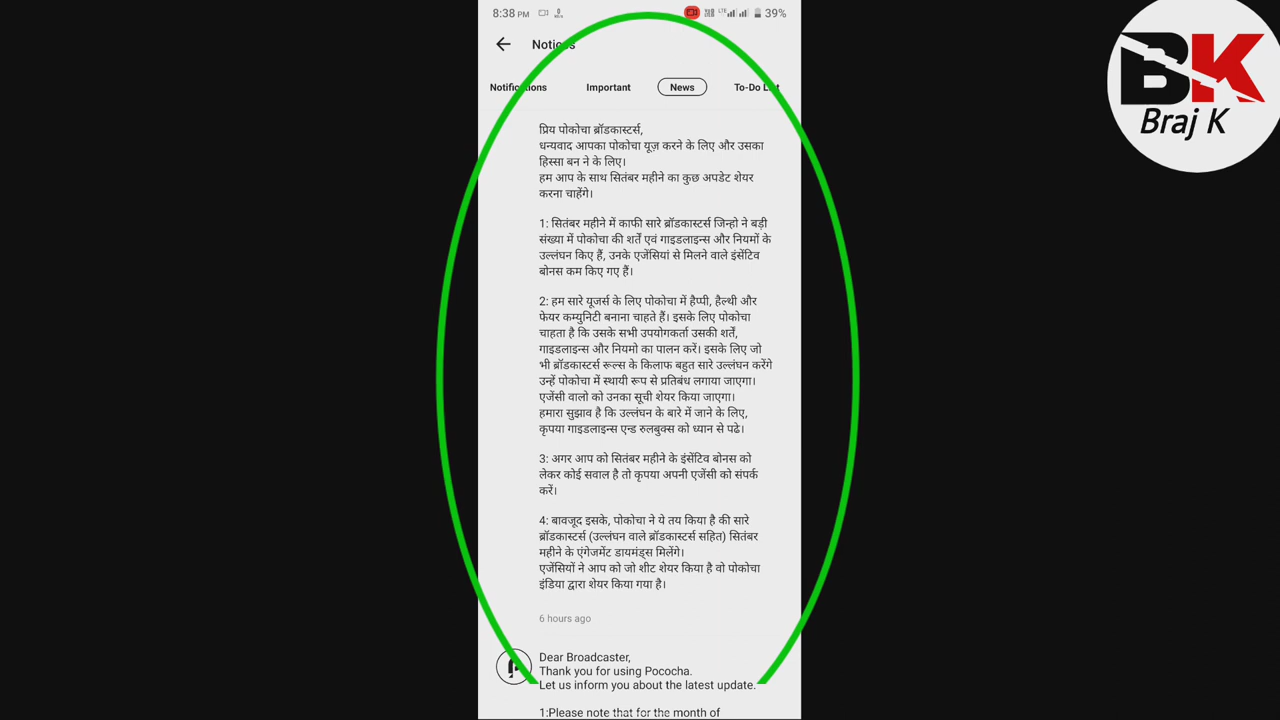 8:38 PM
39%
Notices
Notifications Important News To-Do List
BK
Braj K
प्रिय पोकोचा ब्रॉडकास्टर्स,
धन्यवाद आपका पोकोचा यूज़ करने के लिए और उसका
हिस्सा बन ने के लिए।
हम आप के साथ सितंबर महीने का कुछ अपडेट शेयर
करना चाहेंगे।
1: सितंबर महीने में काफी सारे ब्रॉडकास्टर्स जिन्हो ने बड़ी
संख्या में पोकोचा की शर्तें एवं गाइडलाइन्स और नियमों के
उल्लंघन किए हैं, उनके एजेंसियां से मिलने वाले इंसेंटिव
बोनस कम किए गए हैं।
2: हम सारे यूजर्स के लिए पोकोचा में हैप्पी, हैल्थी और
फेयर कम्युनिटी बनाना चाहते हैं। इसके लिए पोकोचा
चाहता है कि उसके सभी उपयोगकर्ता उसकी शर्तें,
गाइडलाइन्स और नियमो का पालन करें। इसके लिए जो
भी ब्रॉडकास्टर्स रूल्स के किलाफ बहुत सारे उल्लंघन करेंगे
उन्हें पोकोचा में स्थायी रूप से प्रतिबंध लगाया जाएगा।
एजेंसी वालो को उनका सूची शेयर किया जाएगा।
हमारा सुझाव है कि उल्लंघन के बारे में जाने के लिए,
कृपया गाइडलाइन्स एन्ड रुलबुक्स को ध्यान से पढे।
3: अगर आप को सितंबर महीने के इंसेंटिव बोनस को
लेकर कोई सवाल है तो कृपया अपनी एजेंसी को संपर्क
करें।
4: बावजूद इसके, पोकोचा ने ये तय किया है की सारे
ब्रॉडकास्टर्स (उल्लंघन वाले ब्रॉडकास्टर्स सहित) सितंबर
महीने के एंगेजमेंट डायमंड्स मिलेंगे।
एजेंसियों ने आप को जो शीट शेयर किया है वो पोकोचा
इंडिया द्वारा शेयर किया गया है।
6 hours ago
Dear Broadcaster,
Thank you for using Pococha.
Let us inform you about the latest update.
1:Please note that for the month of